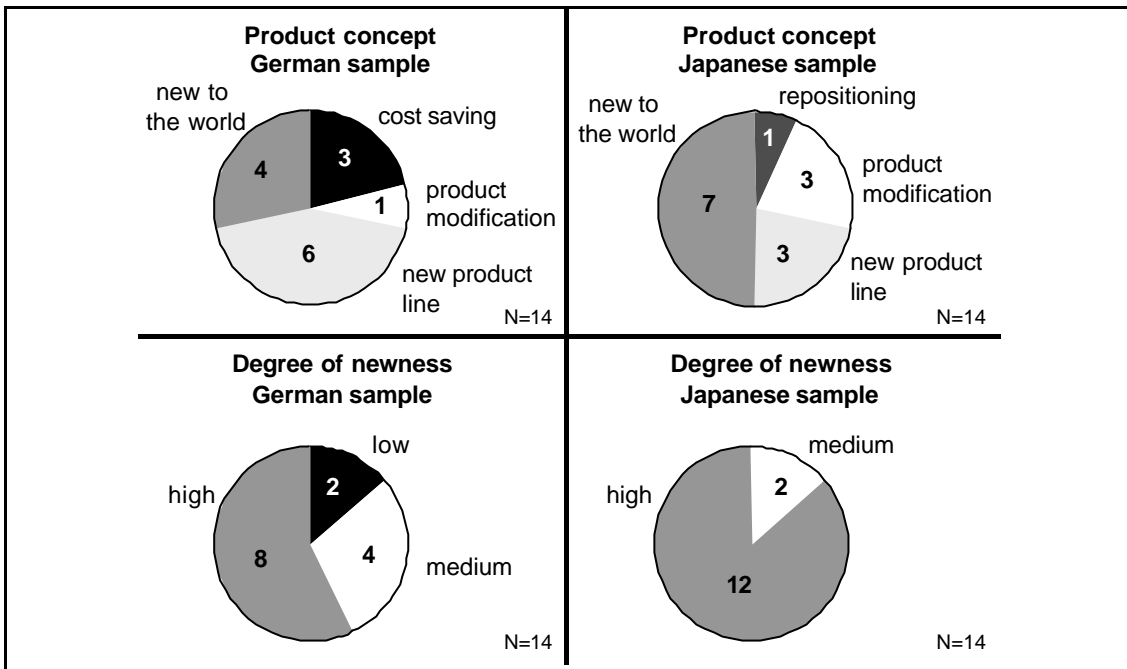 Product concept
German sample
new to
the world
cost saving
3
4
product
modification
1
6
new product
line
N=14
Product concept
Japanese sample
repositioning
new to
the world
1
product
modification
3
7
3
new product
line
N=14
Degree of newness
German sample
low
high
2
8
4
medium
N=14
Degree of newness
Japanese sample
medium
high
2
12
N=14